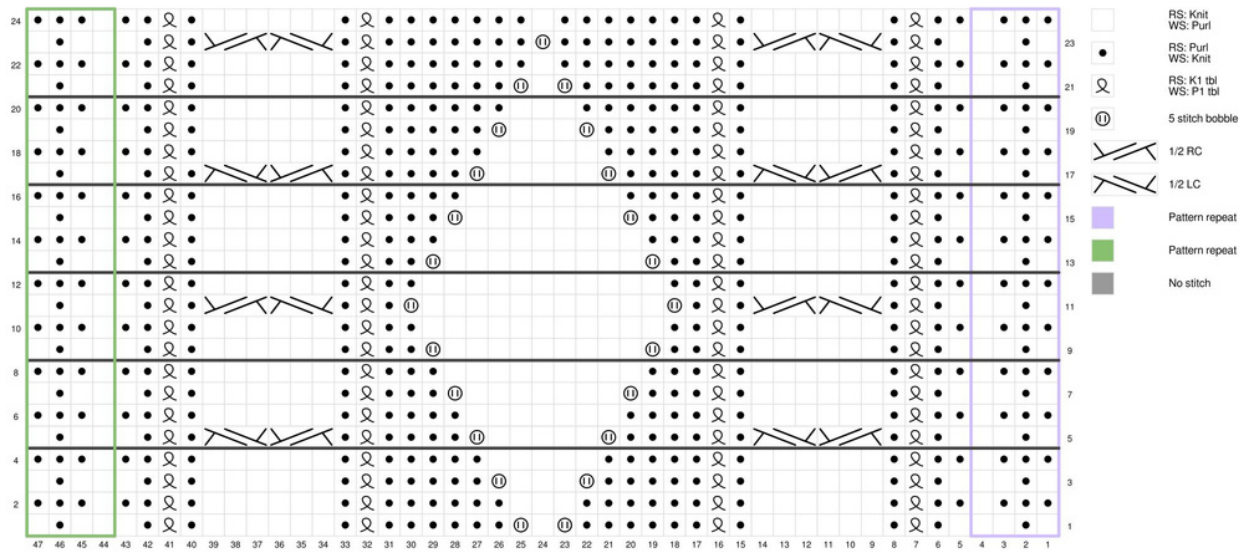 24
23
22
21
20
19
18
17
16
15
14
13
12
11
10
9
8
7
6
5
4
3
2
1
47 46 45 44 43 42 41 40 39 38 37 36 35 34 33 32 31 30 29 28 27 26 25 24 23 22 21 20 19 18 17 16 15 14 13 12 11 10 9 8 7 6 5 4 3 2 1
RS: Knit
WS: Purl
RS: Purl
WS: Knit
RS: K1 tbl
WS: P1 tbl
5 stitch bobble
1/2 RC
1/2 LC
Pattern repeat
Pattern repeat
No stitch